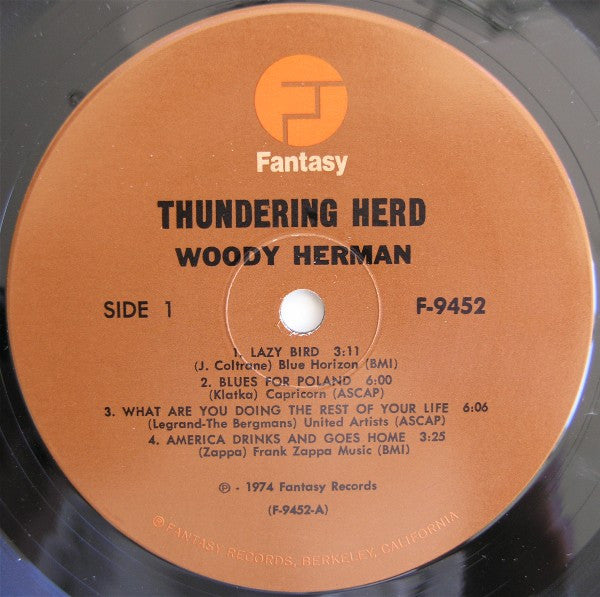 Fantasy
THUNDERING HERD
WOODY HERMAN
SIDE 1 F-9452
1. LAZY BIRD 3:11
(J. Coltrane) Blue Horizon (BMI)
2. BLUES FOR POLAND 6:00
(Klatka) Capricorn (ASCAP)
3. WHAT ARE YOU DOING THE REST OF YOUR LIFE 6:06
(Legrand-The Bergmans) United Artists (ASCAP)
4. AMERICA DRINKS AND GOES HOME 3:25
(Zappa) Frank Zappa Music (BMI)
℗ - 1974 Fantasy Records
(F-9452-A)
© FANTASY RECORDS, BERKELEY, CALIFORNIA